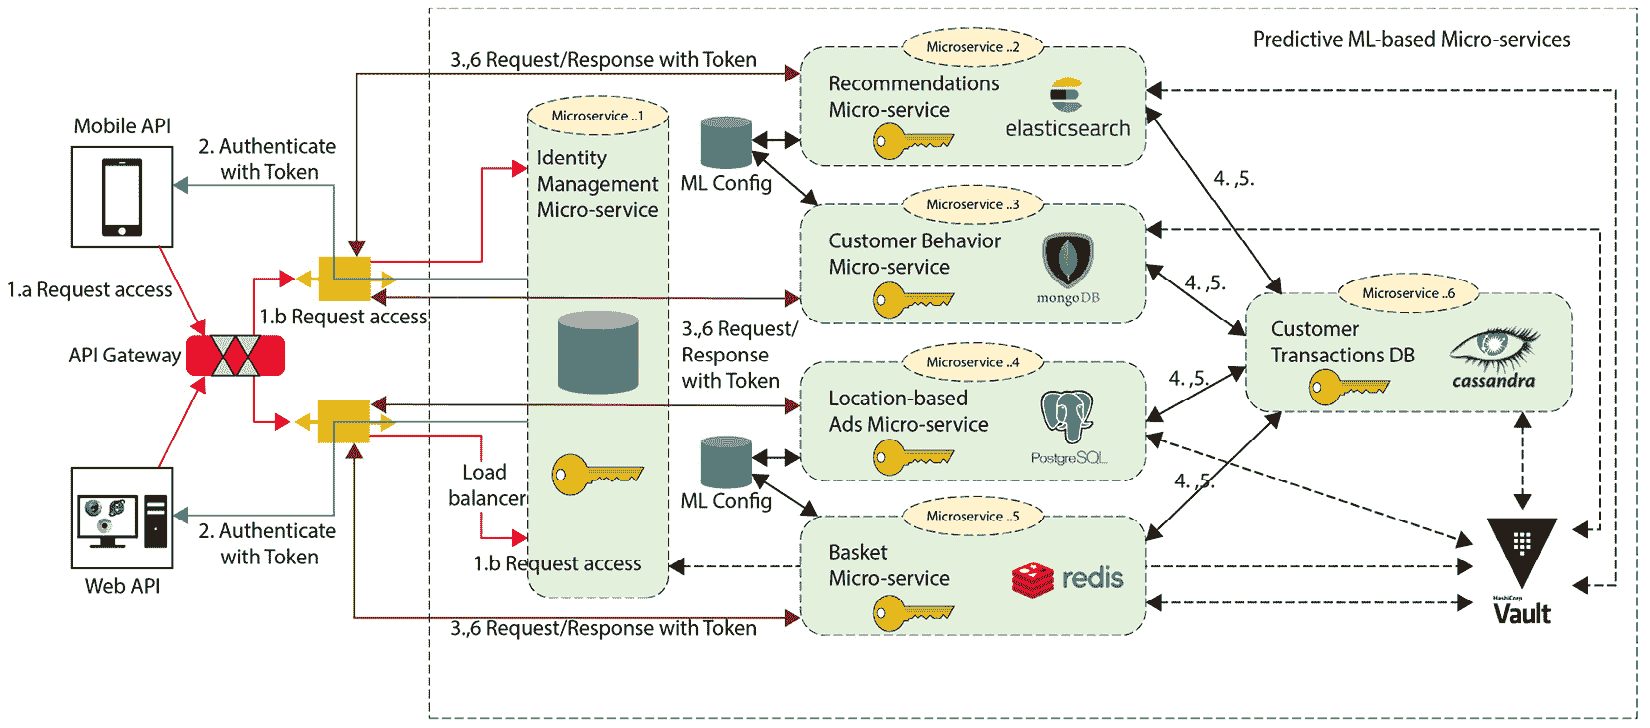 Predictive ML-based Micro-services
Microservice ..2
3.,6 Request/Response with Token
Recommendations
Micro-service
elasticsearch
Microservice ..1
Mobile API
2. Authenticate
with Token
Identity
Management
Micro-service
ML Config
4. ,5.
Microservice ..3
Customer Behavior
Micro-service
mongoDB
4. ,5.
1.a Request access
1.b Request access
Microservice ..6
Customer
Transactions DB
cassandra
API Gateway
3.,6 Request/
Response
with Token
Microservice ..4
Location-based
Ads Micro-service
PostgreSQL
4. ,5.
Load
balancer
ML Config
4. ,5.
Microservice ..5
2. Authenticate
with Token
Web API
1.b Request access
Basket
Micro-service
redis
HashiCorp
Vault
3.,6 Request/Response with Token